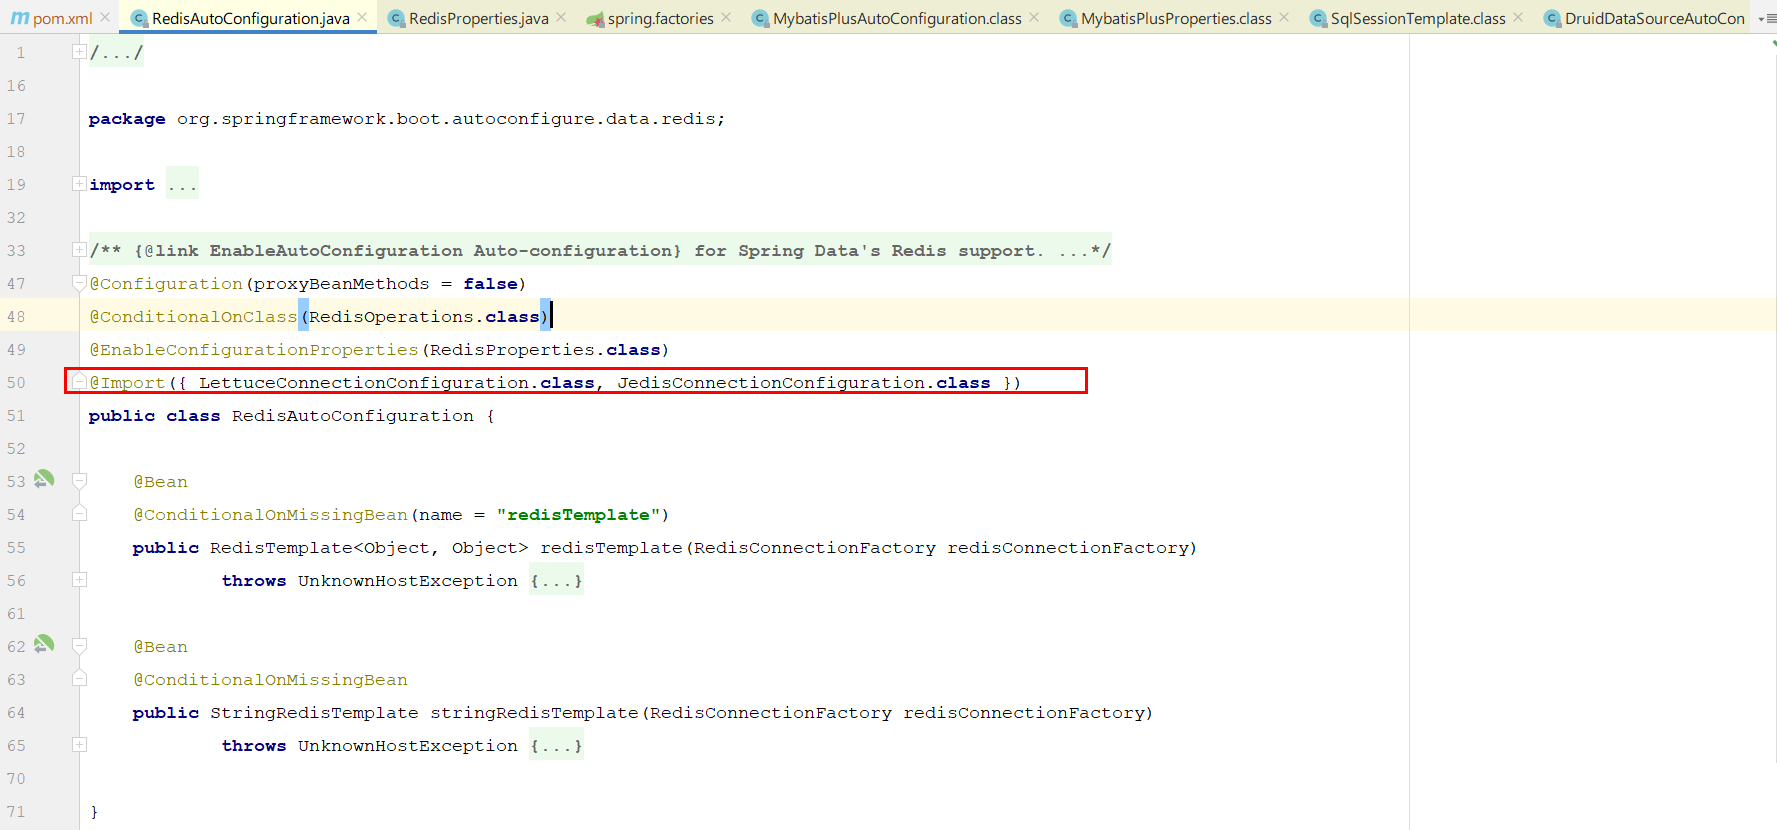 pom.xml RedisAutoConfiguration.java RedisProperties.java spring.factories MybatisPlusAutoConfiguration.class MybatisPlusProperties.class SqlSessionTemplate.class DruidDataSourceAutoCon
1 /.../
16
17 package org.springframework.boot.autoconfigure.data.redis;
18
19 import ...
32
33 /** {@link EnableAutoConfiguration Auto-configuration} for Spring Data's Redis support. ...*/
47 @Configuration(proxyBeanMethods = false)
48 @ConditionalOnClass(RedisOperations.class)
49 @EnableConfigurationProperties(RedisProperties.class)
50 @Import({ LettuceConnectionConfiguration.class, JedisConnectionConfiguration.class })
51 public class RedisAutoConfiguration {
52
53 @Bean
54 @ConditionalOnMissingBean(name = "redisTemplate")
55 public RedisTemplate<Object, Object> redisTemplate(RedisConnectionFactory redisConnectionFactory)
56 throws UnknownHostException {...}
61
62 @Bean
63 @ConditionalOnMissingBean
64 public StringRedisTemplate stringRedisTemplate(RedisConnectionFactory redisConnectionFactory)
65 throws UnknownHostException {...}
70
71 }